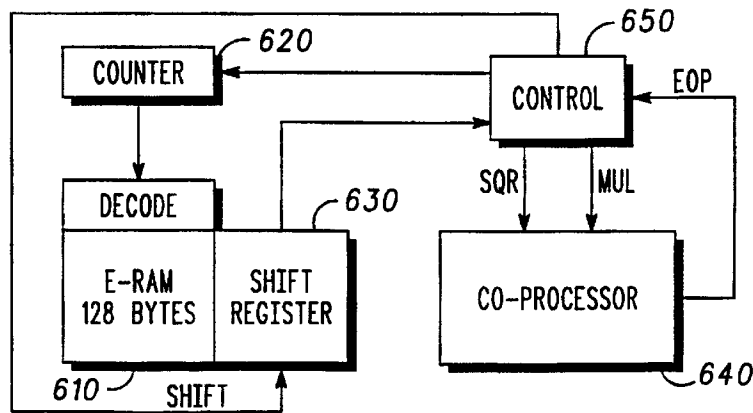 620
650
COUNTER
CONTROL
EOP
SQR
MUL
DECODE
630
E-RAM
128 BYTES
SHIFT
REGISTER
CO-PROCESSOR
610
SHIFT
640